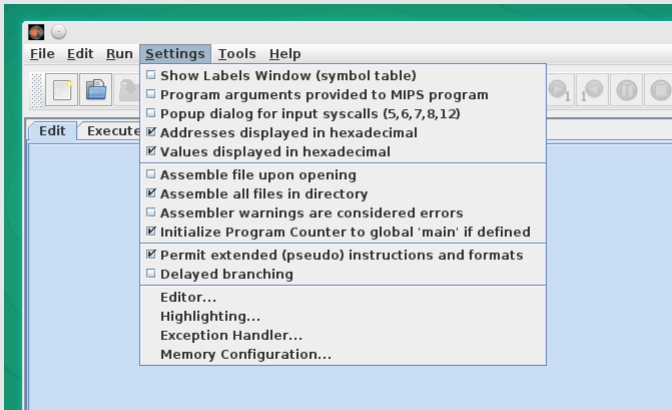 File Edit Run Settings Tools Help
Show Labels Window (symbol table)
Program arguments provided to MIPS program
Popup dialog for input syscalls (5,6,7,8,12)
Addresses displayed in hexadecimal
Values displayed in hexadecimal
Assemble file upon opening
Assemble all files in directory
Assembler warnings are considered errors
Initialize Program Counter to global 'main' if defined
Permit extended (pseudo) instructions and formats
Delayed branching
Editor...
Highlighting...
Exception Handler...
Memory Configuration...
1 1
Edit Execute